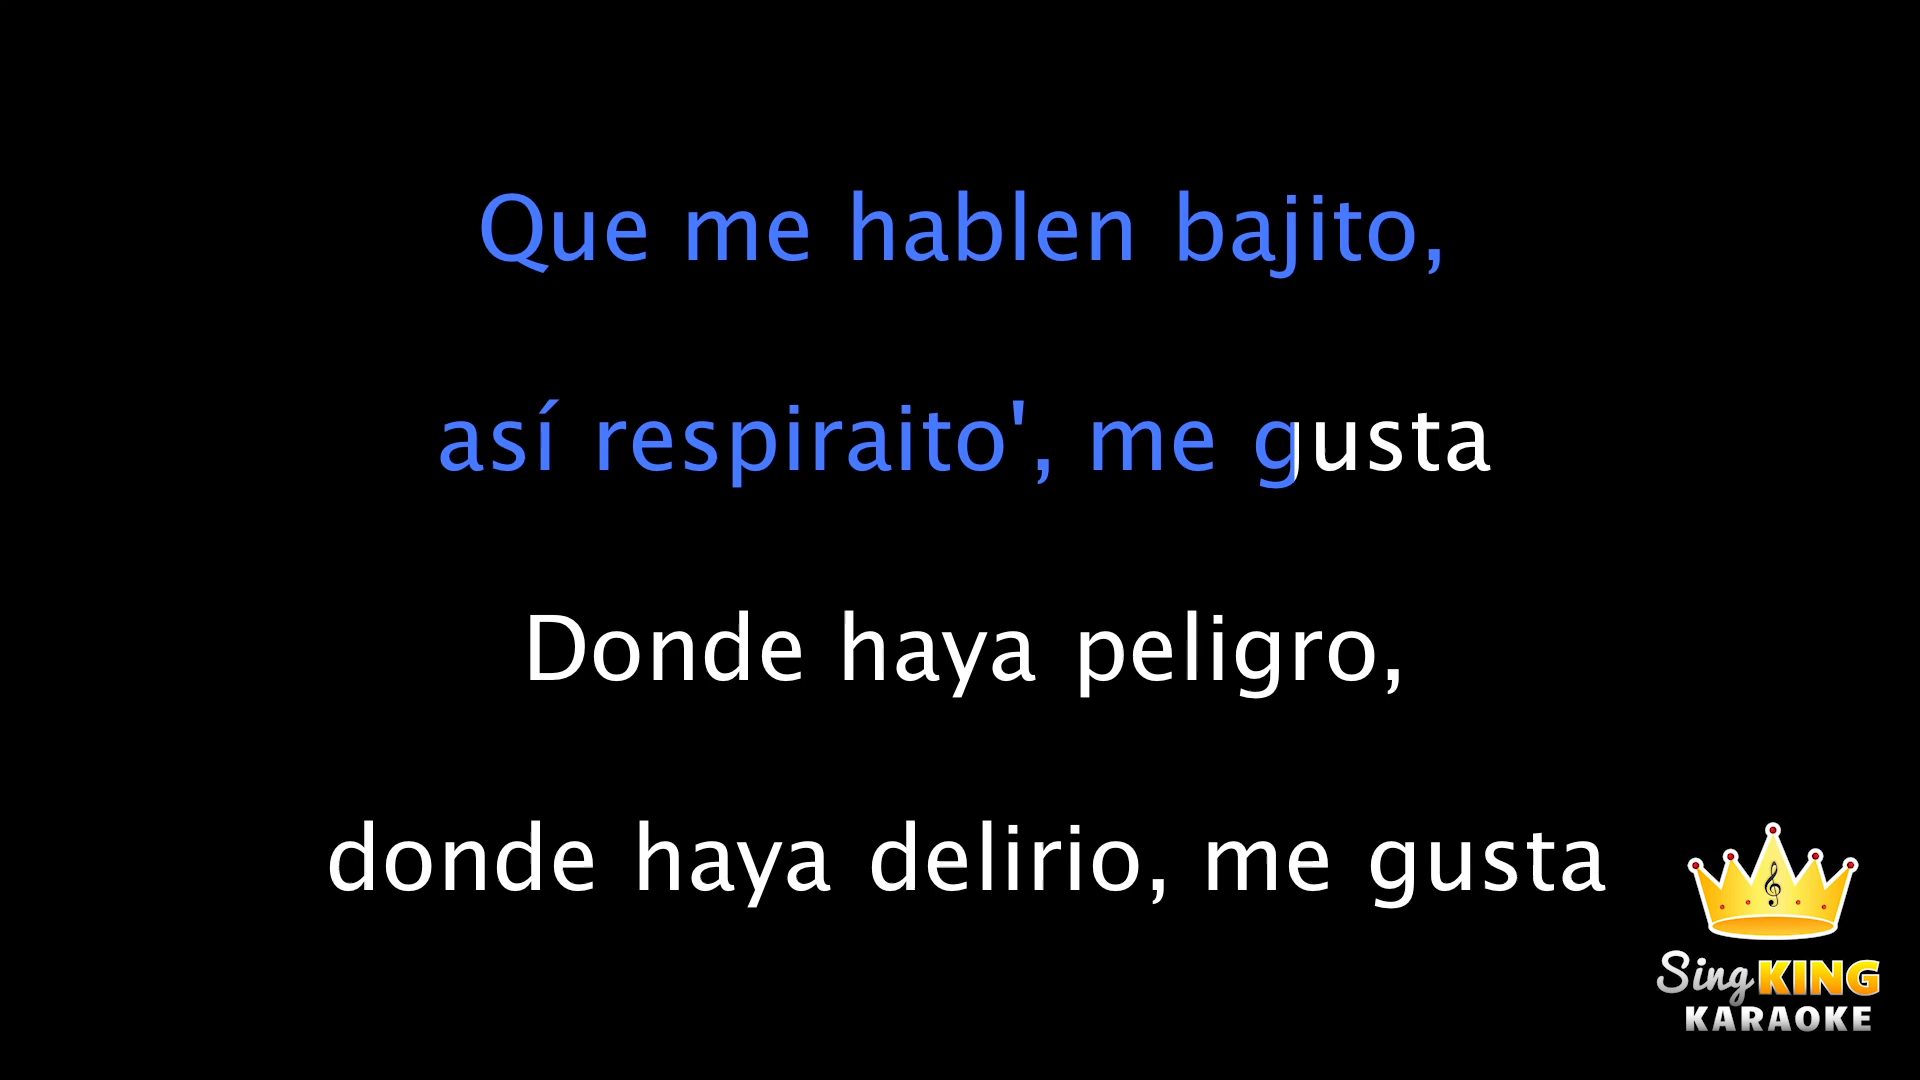 Que me hablen bajito,
así respiraito', me gusta
Donde haya peligro,
donde haya delirio, me gusta
Sing KING
KARAOKE